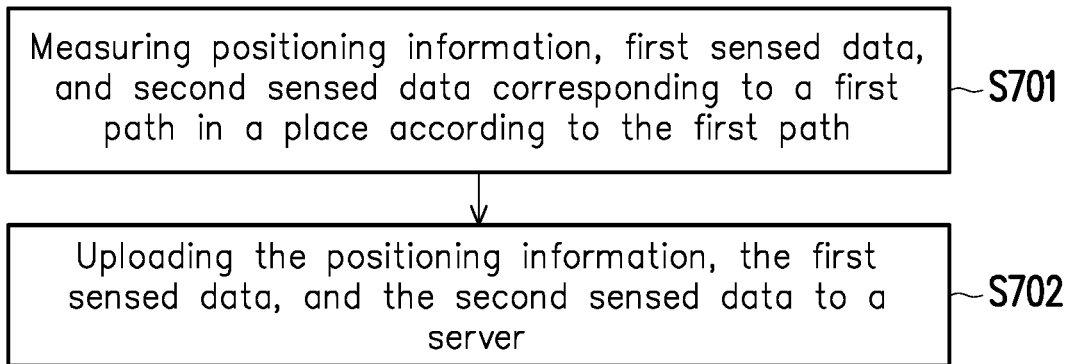 Measuring positioning information, first sensed data,
and second sensed data corresponding to a first
path in a place according to the first path
S701
Uploading the positioning information, the first
sensed data, and the second sensed data to a
server
S702